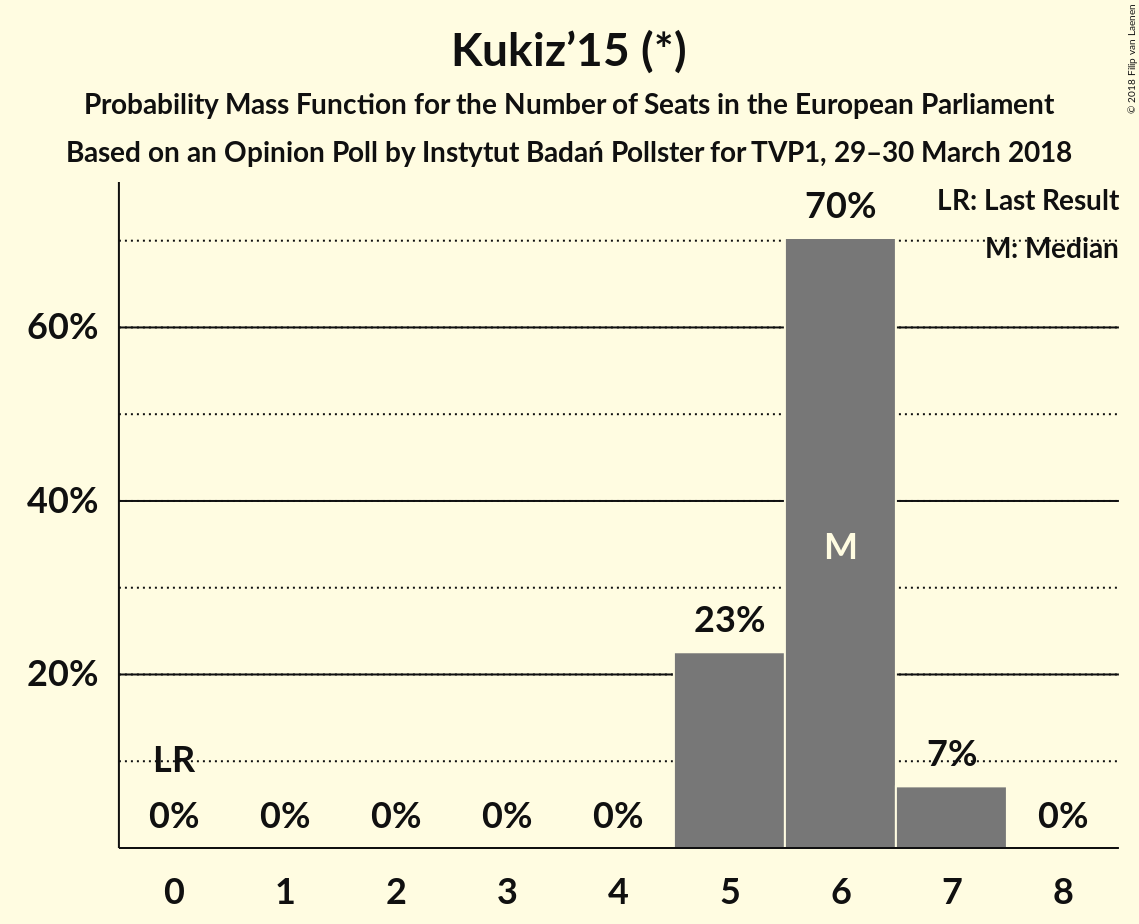 Kukiz’15 (*)
Probability Mass Function for the Number of Seats in the European Parliament
Based on an Opinion Poll by Instytut Badań Pollster for TVP1, 29–30 March 2018
© 2018 Filip van Laenen
LR: Last Result
M: Median
60%
40%
20%
LR
0%
0%
0%
0%
0%
23%
70%
M
7%
0%
0 1 2 3 4 5 6 7 8